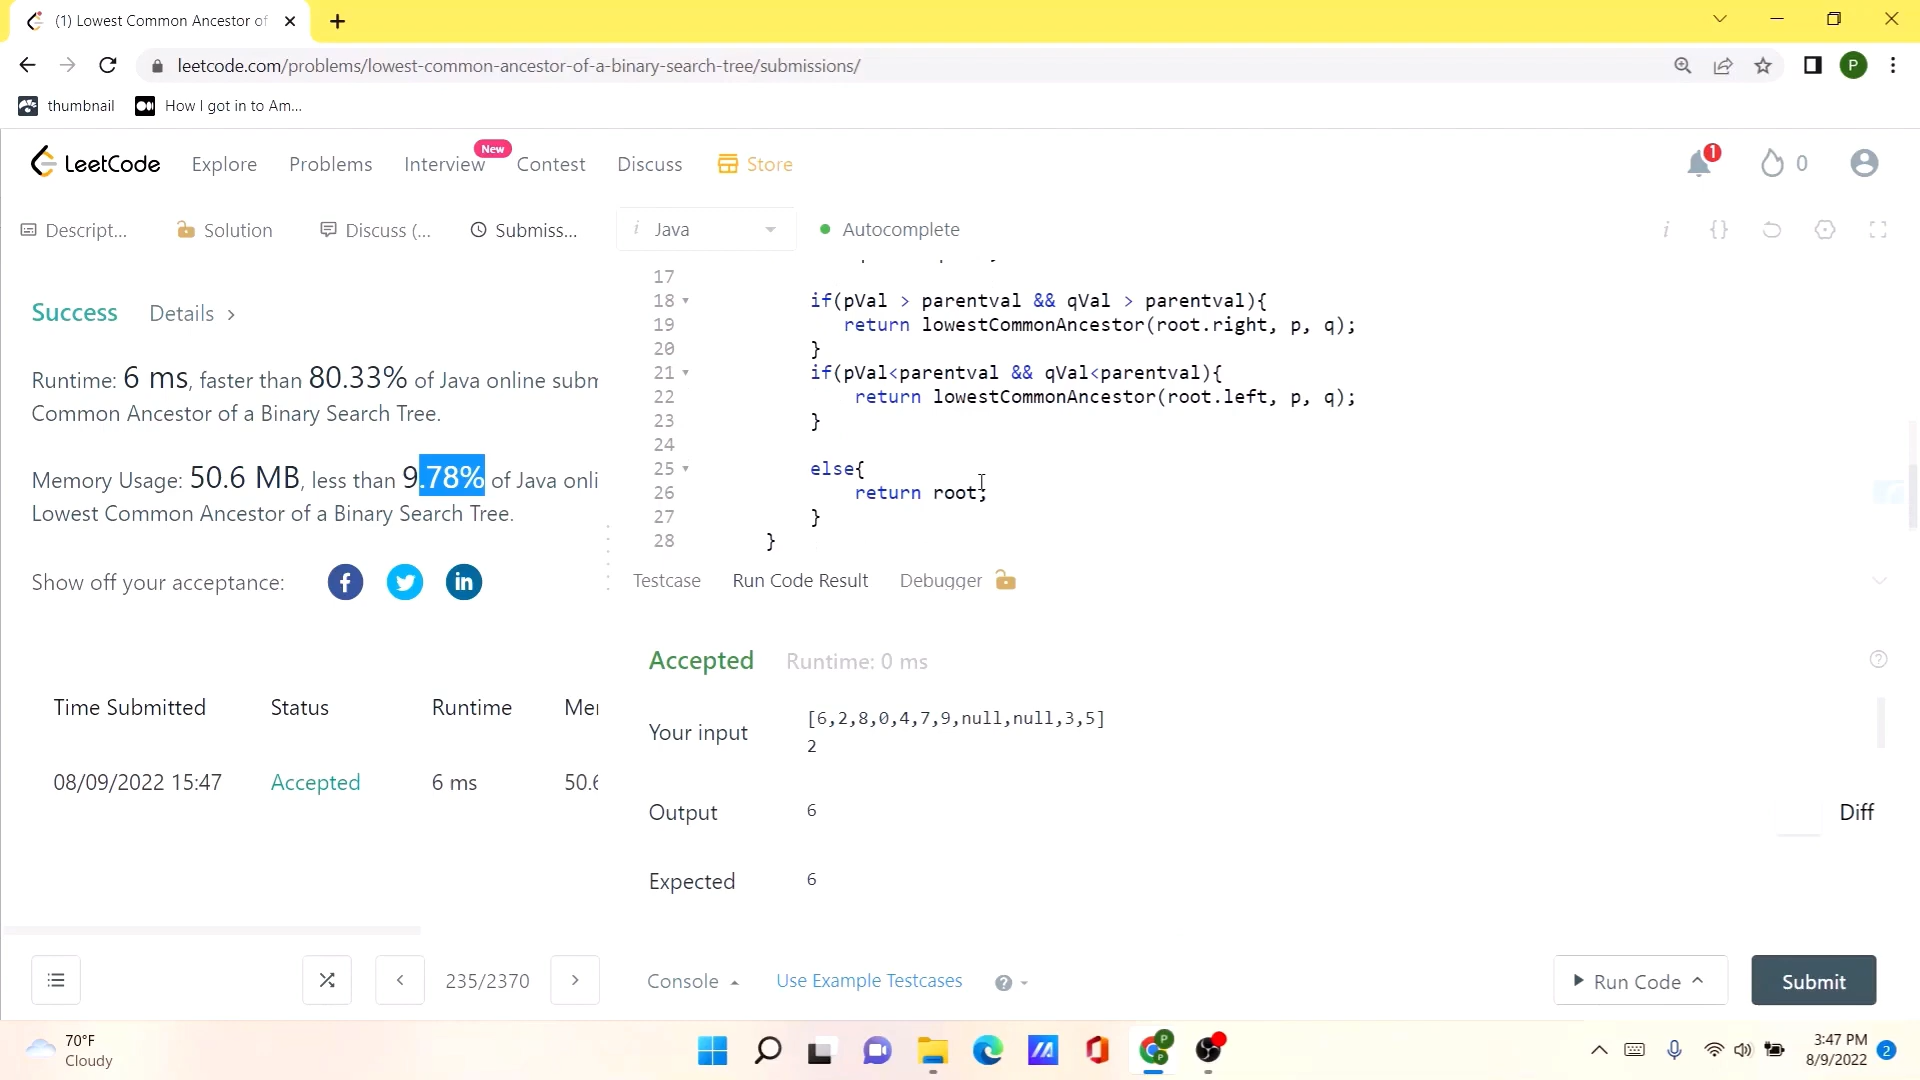 (1) Lowest Common Ancestor of
leetcode.com/problems/lowest-common-ancestor-of-a-binary-search-tree/submissions/
P
thumbnail
How I got in to Am...
LeetCode
Explore
Problems
Interview
New
Contest
Discuss
Store
1
0
Descript...
Solution
Discuss (...
Submiss...
i Java
Autocomplete
i
{}
Success
Details >
Runtime: 6 ms, faster than 80.33% of Java online subm
Common Ancestor of a Binary Search Tree.
Memory Usage: 50.6 MB, less than 9.78% of Java onli
Lowest Common Ancestor of a Binary Search Tree.
Show off your acceptance:
Time Submitted Status Runtime Mer
08/09/2022 15:47 Accepted 6 ms 50.6
17
18 if(pVal > parentval && qVal > parentval){
19 return lowestCommonAncestor(root.right, p, q);
20 }
21 if(pVal<parentval && qVal<parentval){
22 return lowestCommonAncestor(root.left, p, q);
23 }
24
25 else{
26 return root;
27 }
28 }
Testcase
Run Code Result
Debugger
Accepted
Runtime: 0 ms
Your input
[6,2,8,0,4,7,9,null,null,3,5]
2
Output
6
Diff
Expected
6
235/2370
Console
Use Example Testcases
Run Code
Submit
70°F
Cloudy
3:47 PM
8/9/2022
2